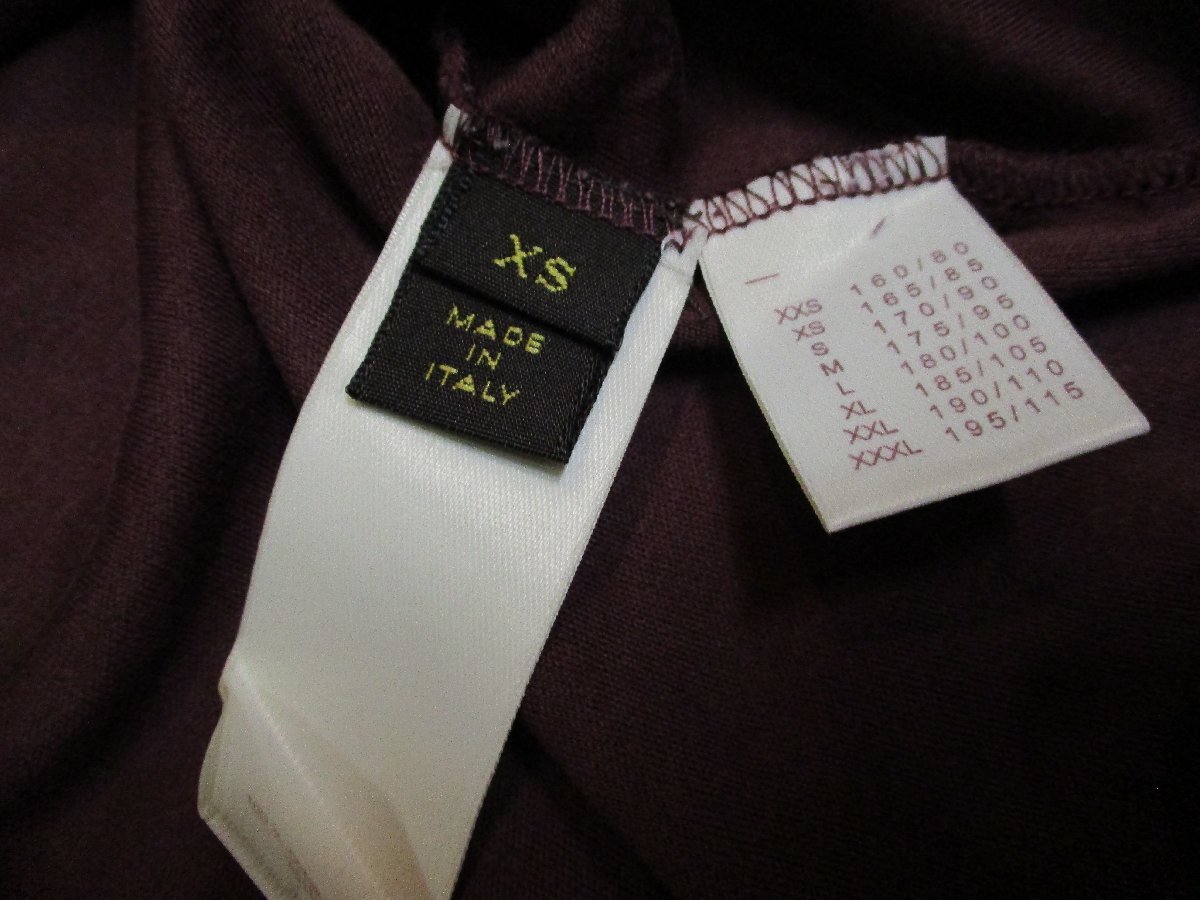 XS
MADE
IN
ITALY
XXS 160/80
XS 165/85
S 170/90
M 175/95
L 180/100
XL 185/105
XXL 190/110
XXXL 195/115